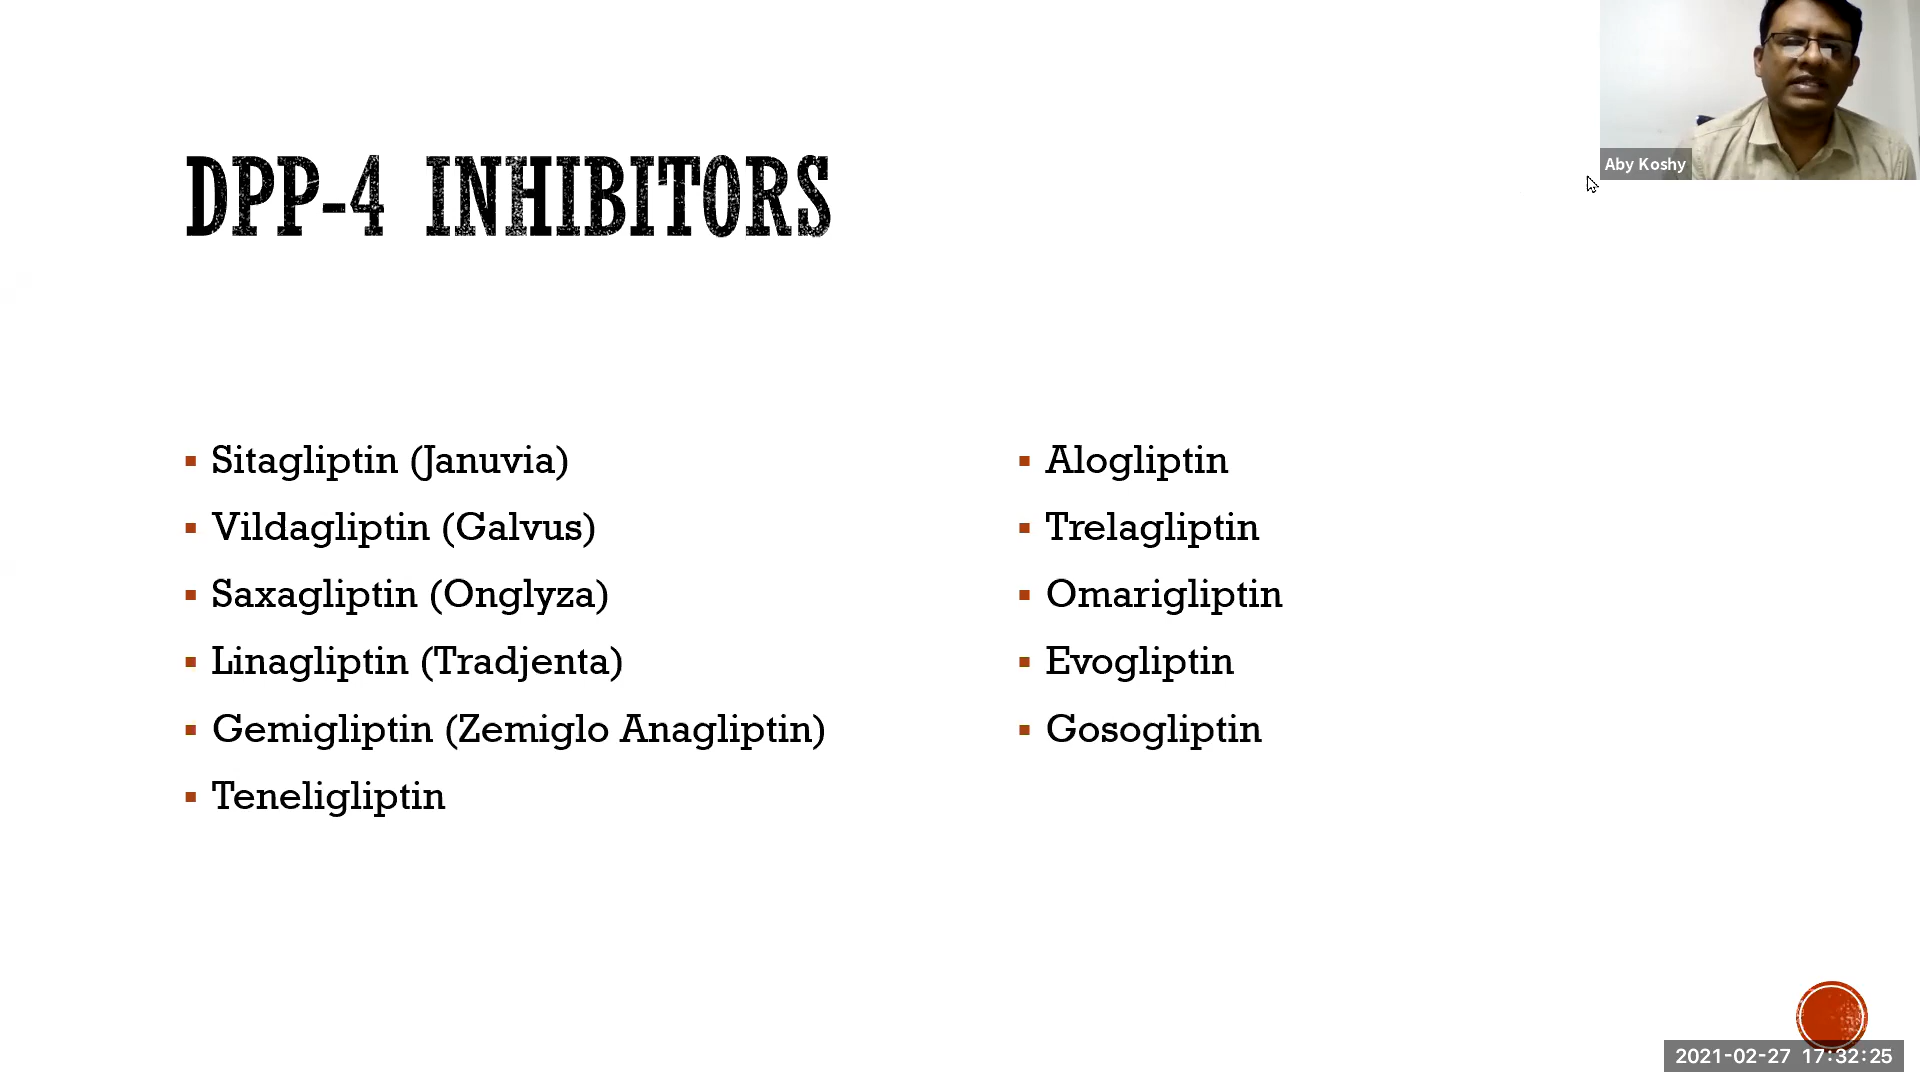 DPP-4 INHIBITORS
Sitagliptin (Januvia)
Vildagliptin (Galvus)
Saxagliptin (Onglyza)
Linagliptin (Tradjenta)
Gemigliptin (Zemiglo Anagliptin)
Teneligliptin
Alogliptin
Trelagliptin
Omarigliptin
Evogliptin
Gosogliptin
Aby Koshy
2021-02-27 17:32:25